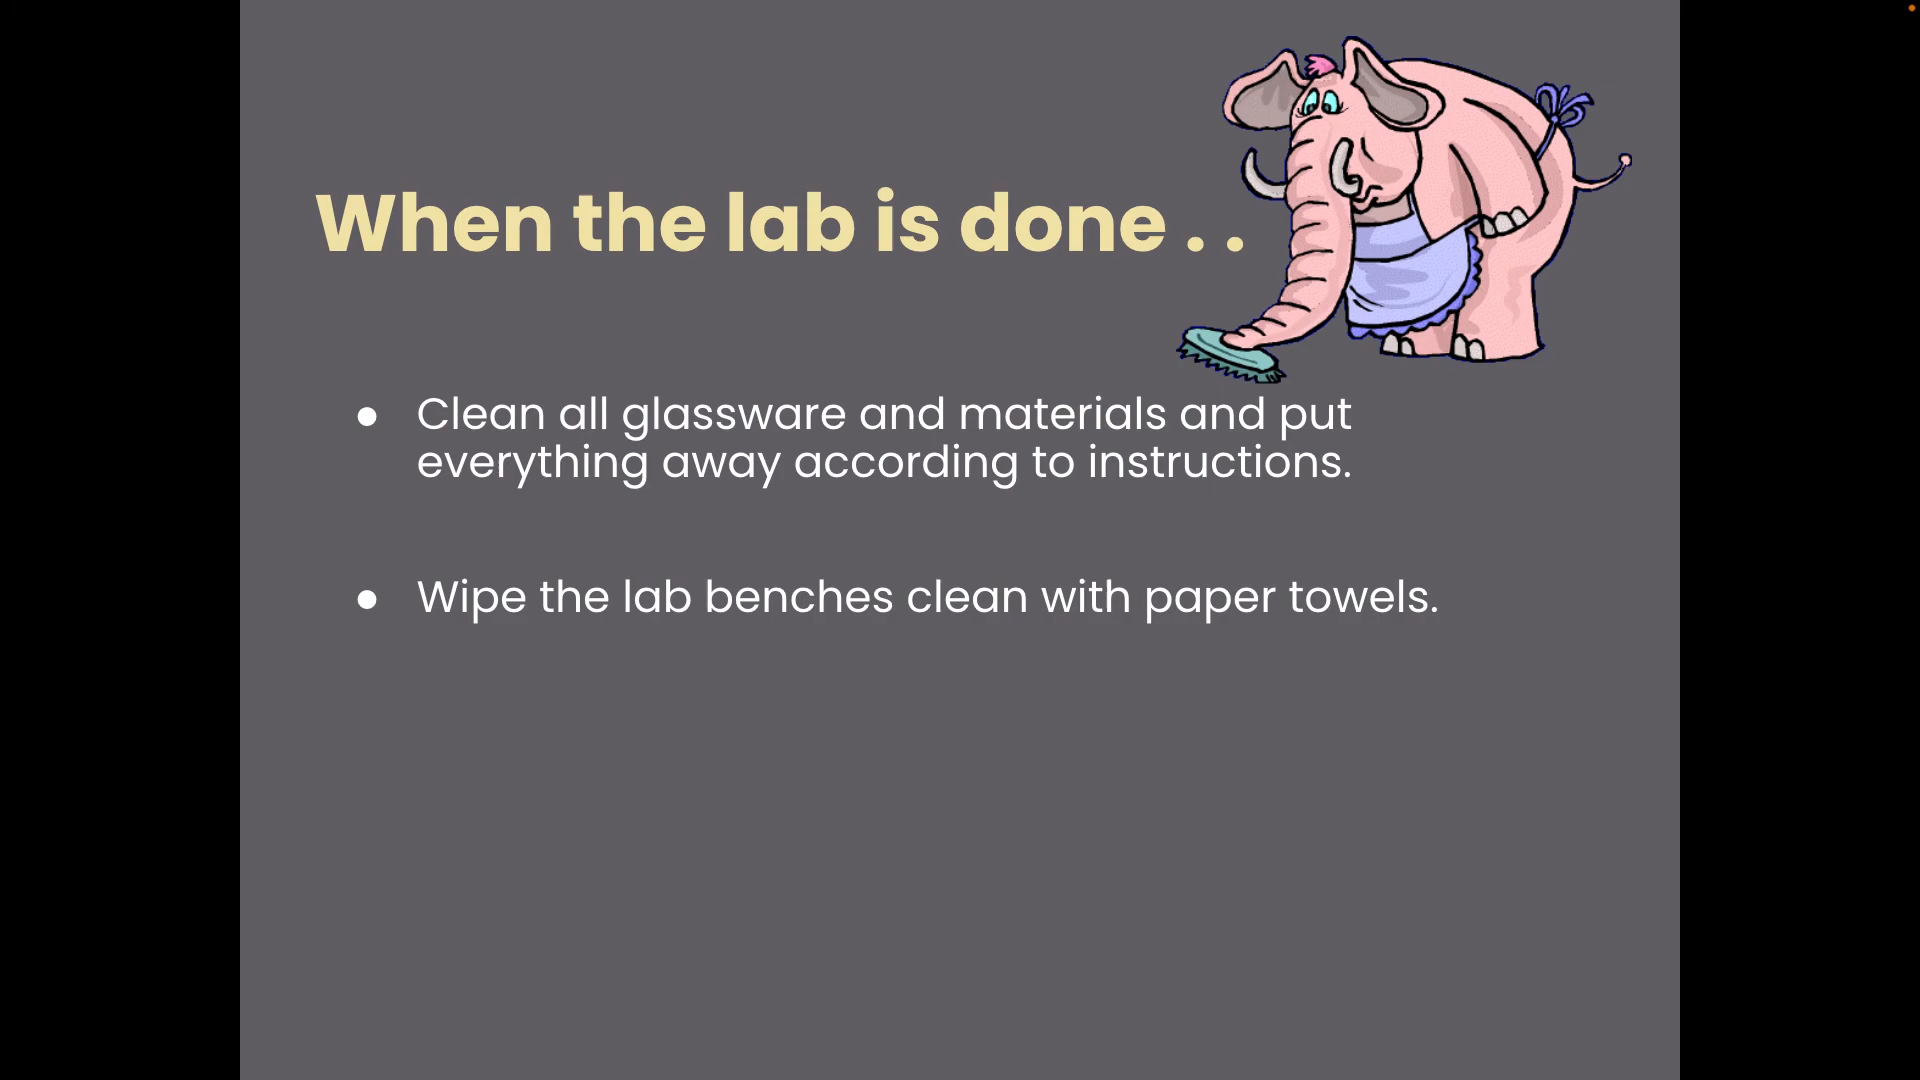 When the lab is done . .
● Clean all glassware and materials and put
everything away according to instructions.
● Wipe the lab benches clean with paper towels.